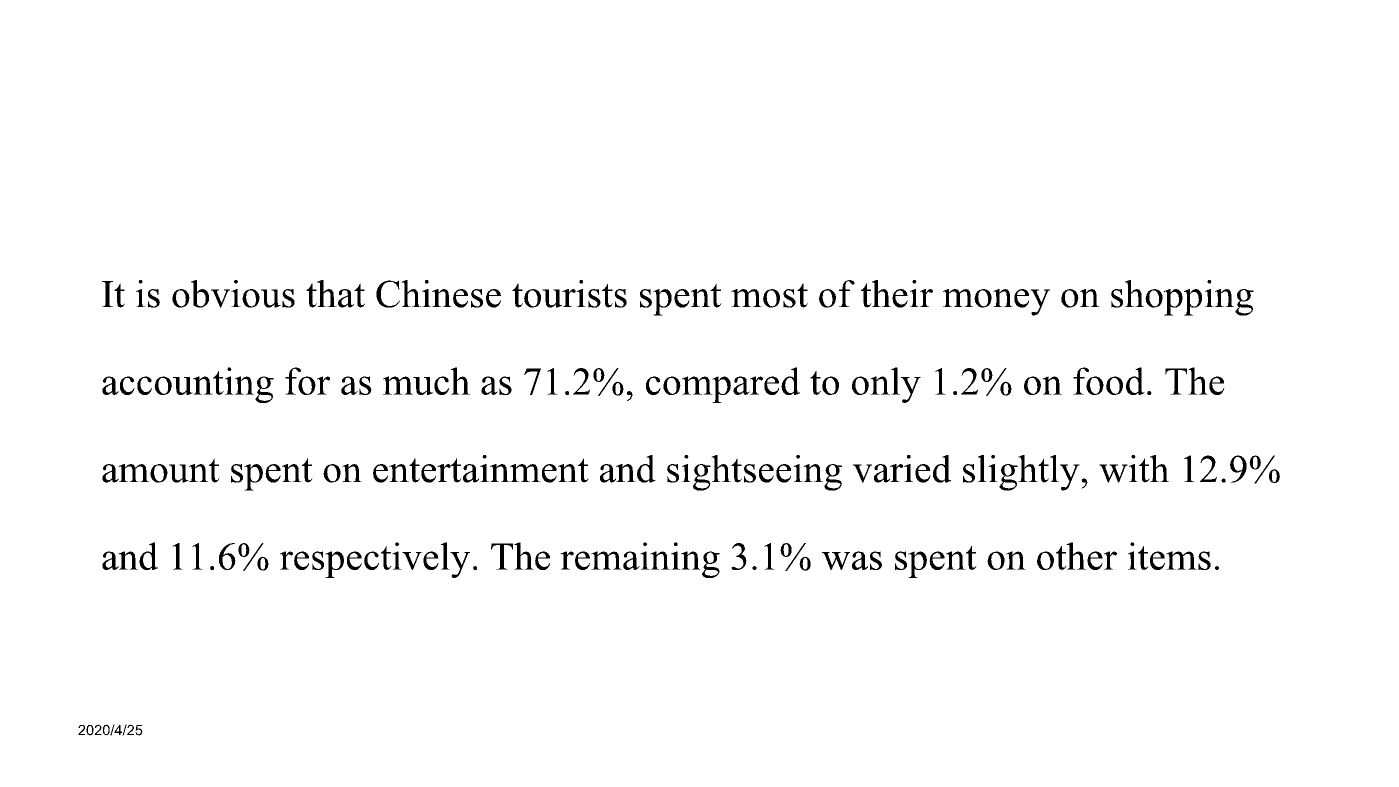 It is obvious that Chinese tourists spent most of their money on shopping
accounting for as much as 71.2%, compared to only 1.2% on food. The
amount spent on entertainment and sightseeing varied slightly, with 12.9%
and 11.6% respectively. The remaining 3.1% was spent on other items.
2020/4/25